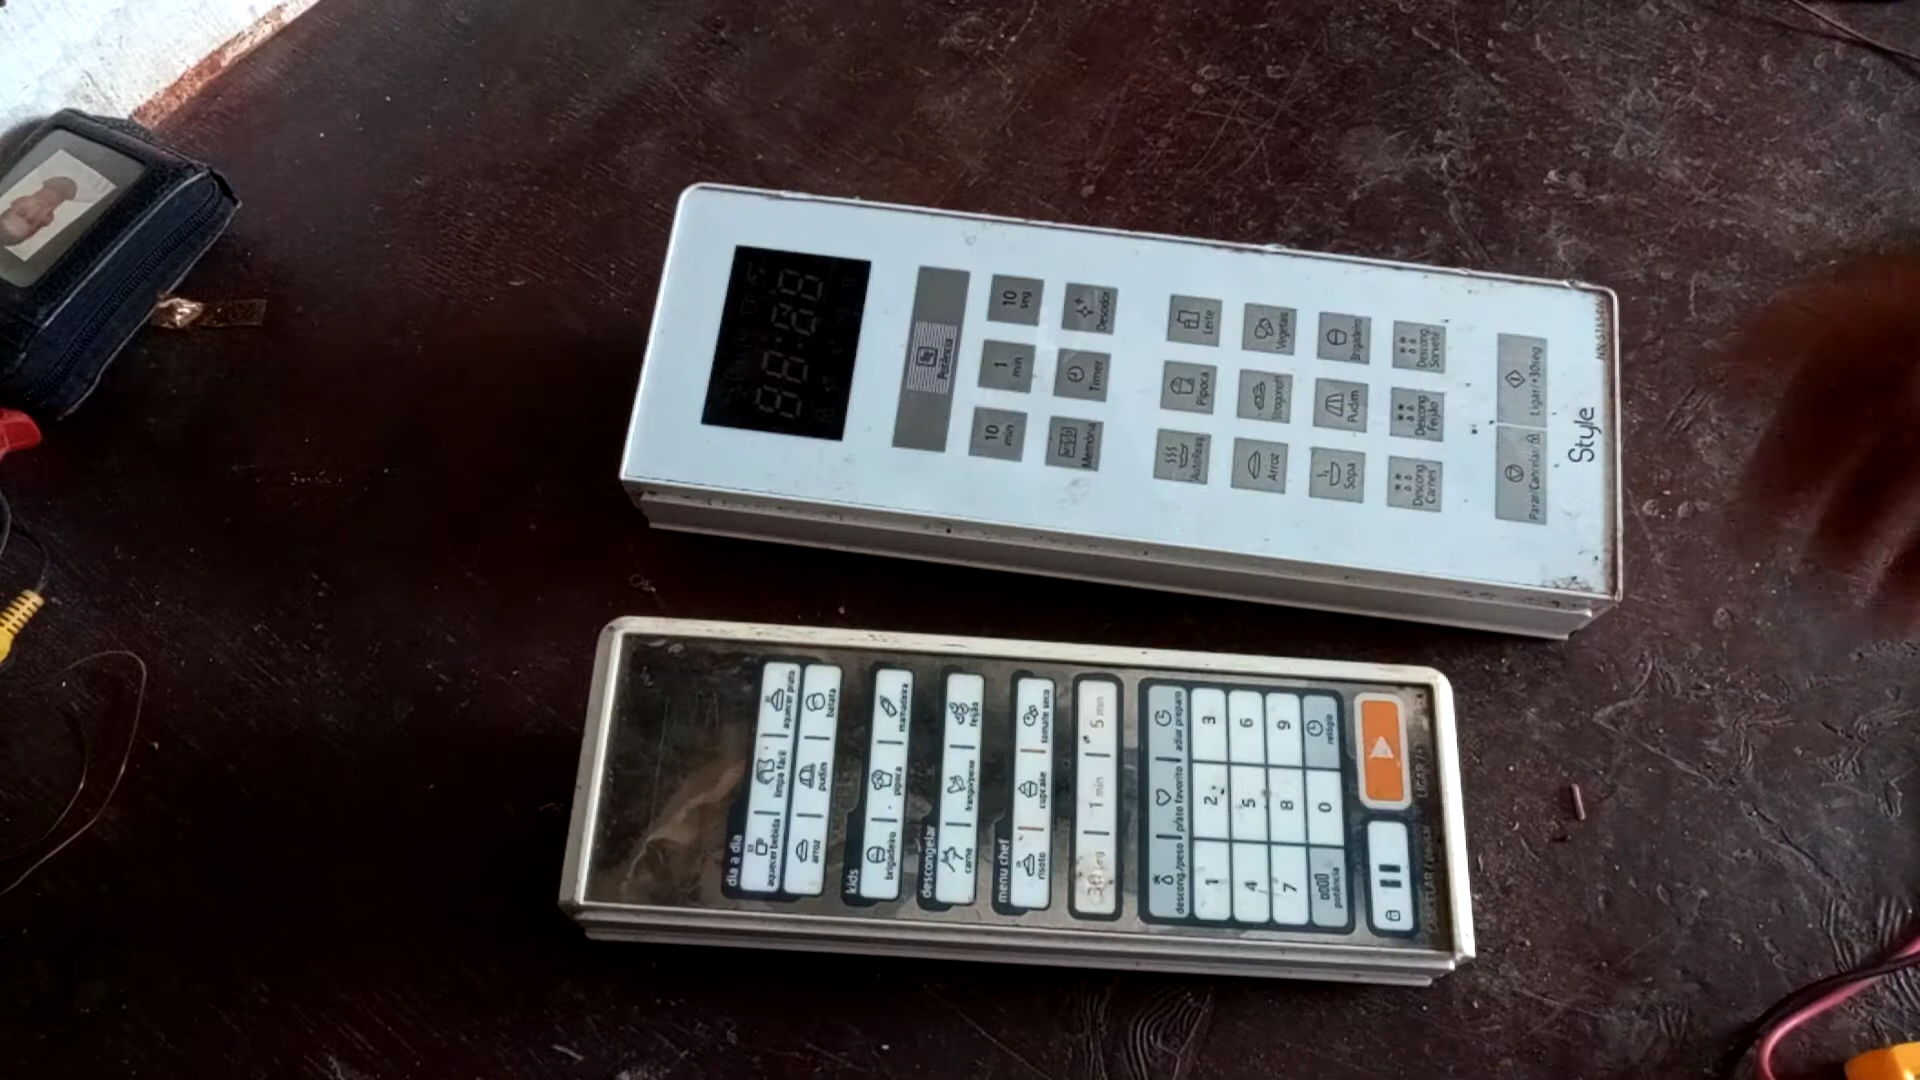 88:88
Potência
10 min
1 min
10 seg
Memória
Timer
Desodor
AutoReaq
Pipoca
Leite
Arroz
Strogonoff
Vegetais
Sopa
Pudim
Brigadeiro
Descong Carnes
Descong Feijão
Descong Sorvete
Parar/Cancelar
Ligar/+30seg
Style
dia a dia
aquecer bebida
limpa fácil
aquecer prato
arroz
pudim
batata
kids
brigadeiro
pipoca
mamadeira
descongelar
carne
frango/peixe
feijão
menu chef
risoto
cupcake
tomate seco
30 seg
1 min
5 min
descong./peso
prato favorito
adiar preparo
1 2 3
4 5 6
7 8 9
potência
0
relógio